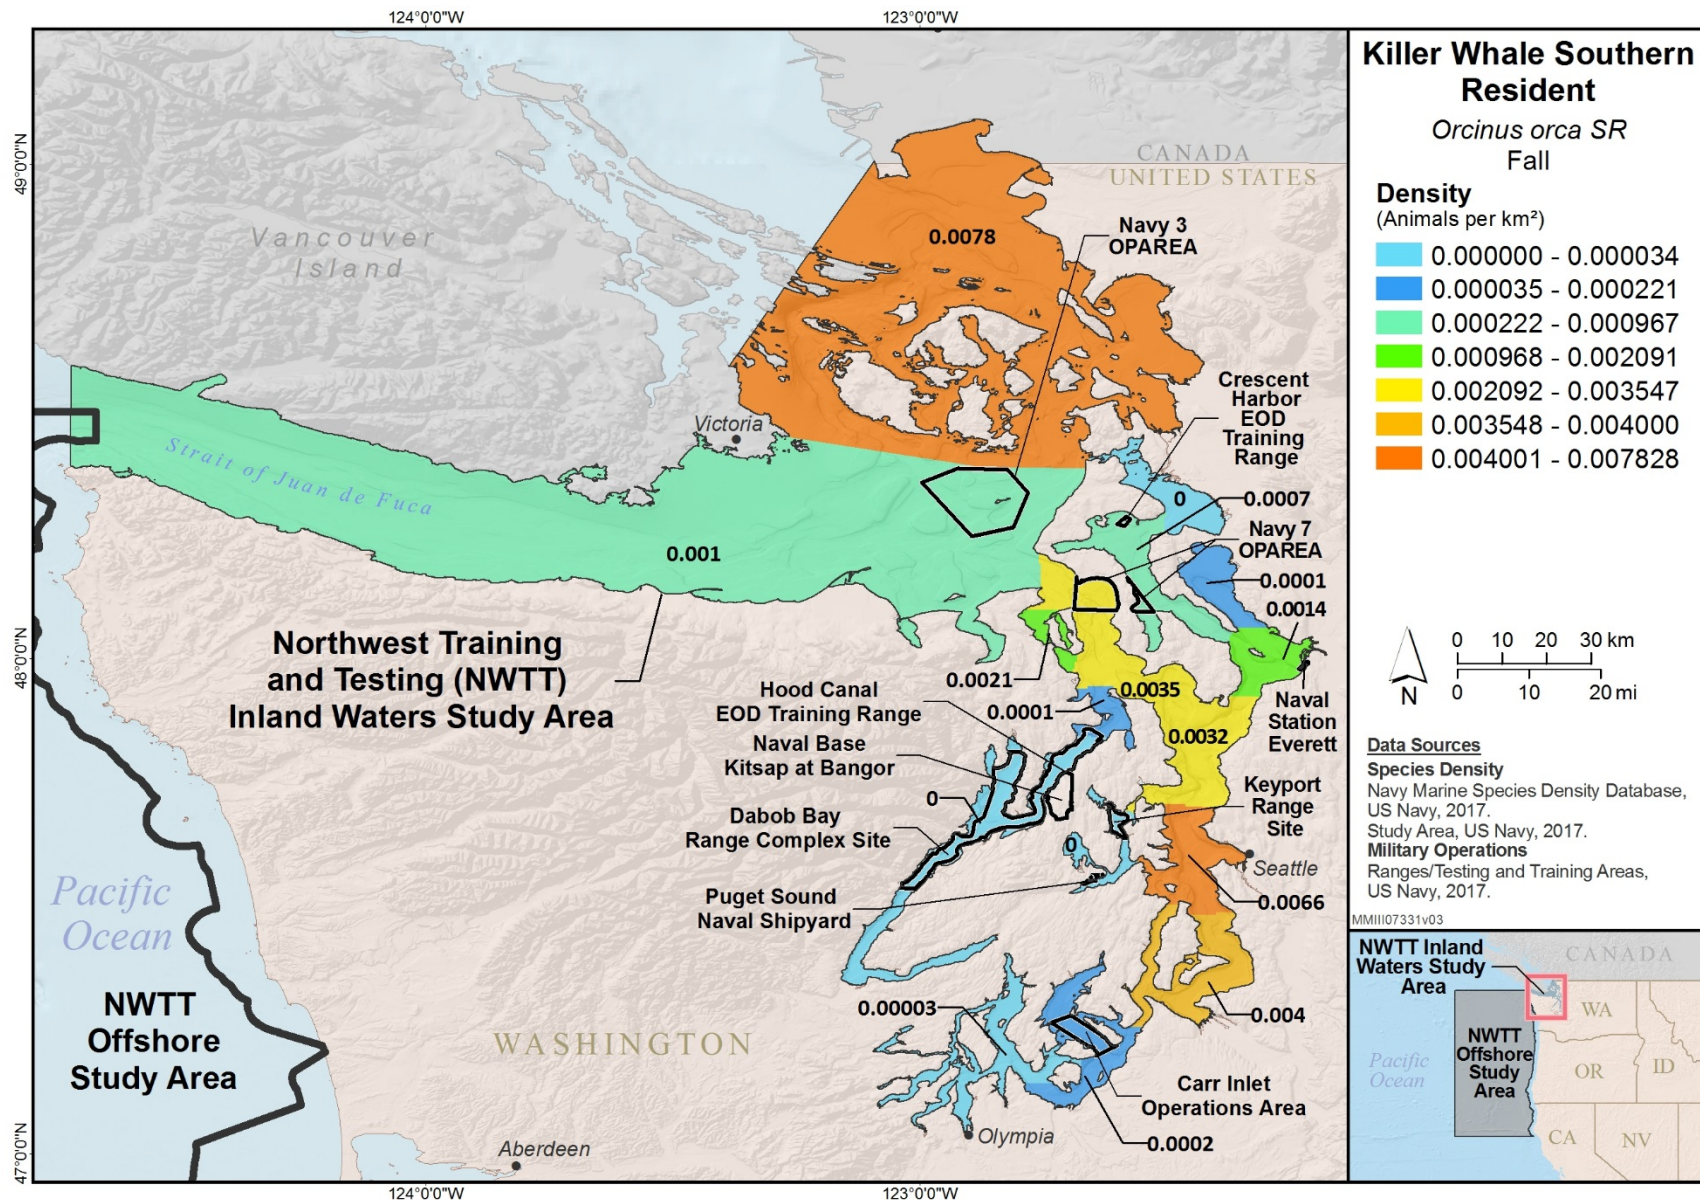 124°0'0"W
123°0'0"W
49°0'0"N
48°0'0"N
47°0'0"N
124°0'0"W
123°0'0"W
CANADA
UNITED STATES
Vancouver
Island
Victoria
Strait of Juan de Fuca
0.0078
Navy 3
OPAREA
Crescent
Harbor
EOD
Training
Range
0
0.0007
Navy 7
OPAREA
0.0001
0.0014
0.001
Northwest Training
and Testing (NWTT)
Inland Waters Study Area
0.0021
0.0035
0.0001
0.0032
Naval
Station
Everett
Hood Canal
EOD Training Range
Naval Base
Kitsap at Bangor
0
Dabob Bay
Range Complex Site
Keyport
Range
Site
0
Seattle
Puget Sound
Naval Shipyard
0.0066
Pacific
Ocean
NWTT
Offshore
Study Area
0.00003
0.004
WASHINGTON
Carr Inlet
Operations Area
0.0002
Olympia
Aberdeen
Killer Whale Southern
Resident
Orcinus orca SR
Fall
Density
(Animals per km²)
0.000000 - 0.000034
0.000035 - 0.000221
0.000222 - 0.000967
0.000968 - 0.002091
0.002092 - 0.003547
0.003548 - 0.004000
0.004001 - 0.007828
N
0 10 20 30 km
0 10 20 mi
Data Sources
Species Density
Navy Marine Species Density Database,
US Navy, 2017.
Study Area, US Navy, 2017.
Military Operations
Ranges/Testing and Training Areas,
US Navy, 2017.
MMIII07331v03
NWTT Inland
Waters Study
Area
CANADA
WA
NWTT
Offshore
Study
Area
Pacific
Ocean
OR
ID
CA
NV